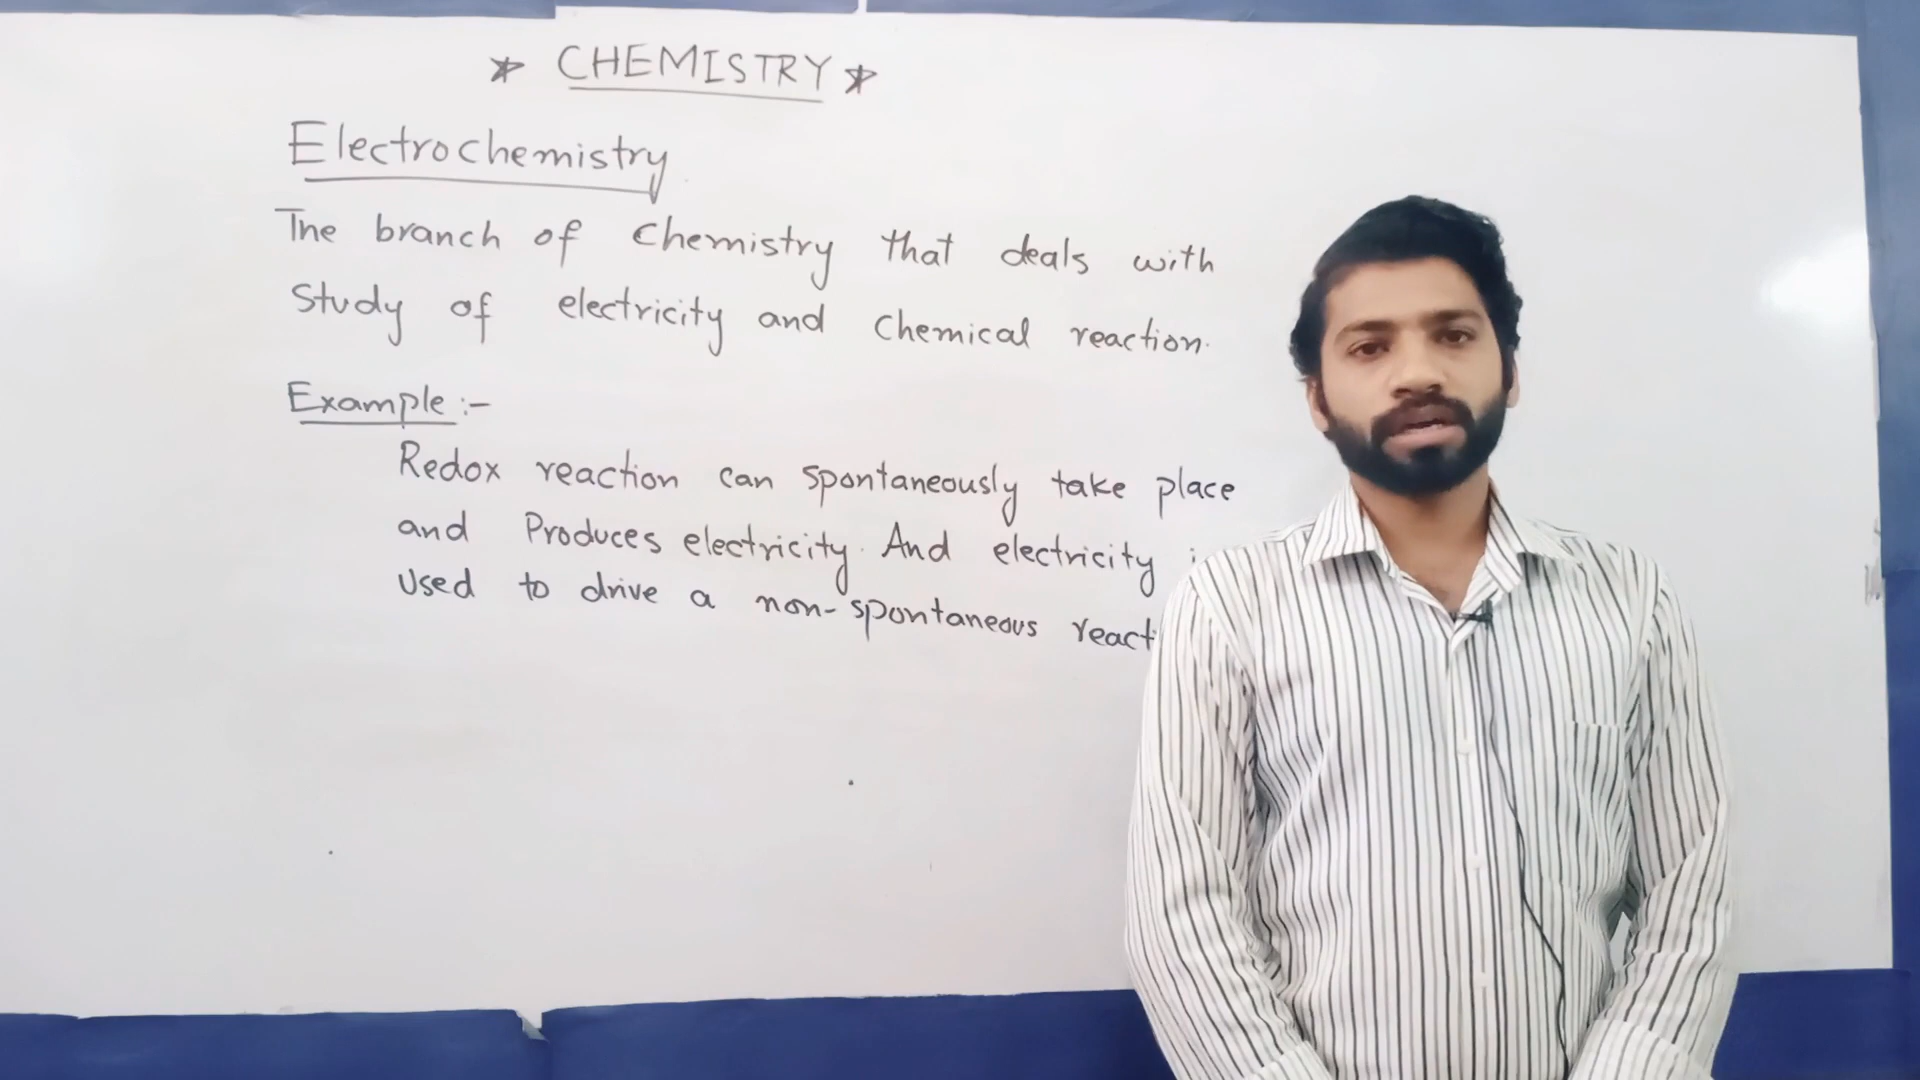 * CHEMISTRY *
Electrochemistry
The branch of chemistry that deals with
study of electricity and chemical reaction.
Example :-
Redox reaction can spontaneously take place
and Produces electricity. And electricity
used to drive a non-spontaneous